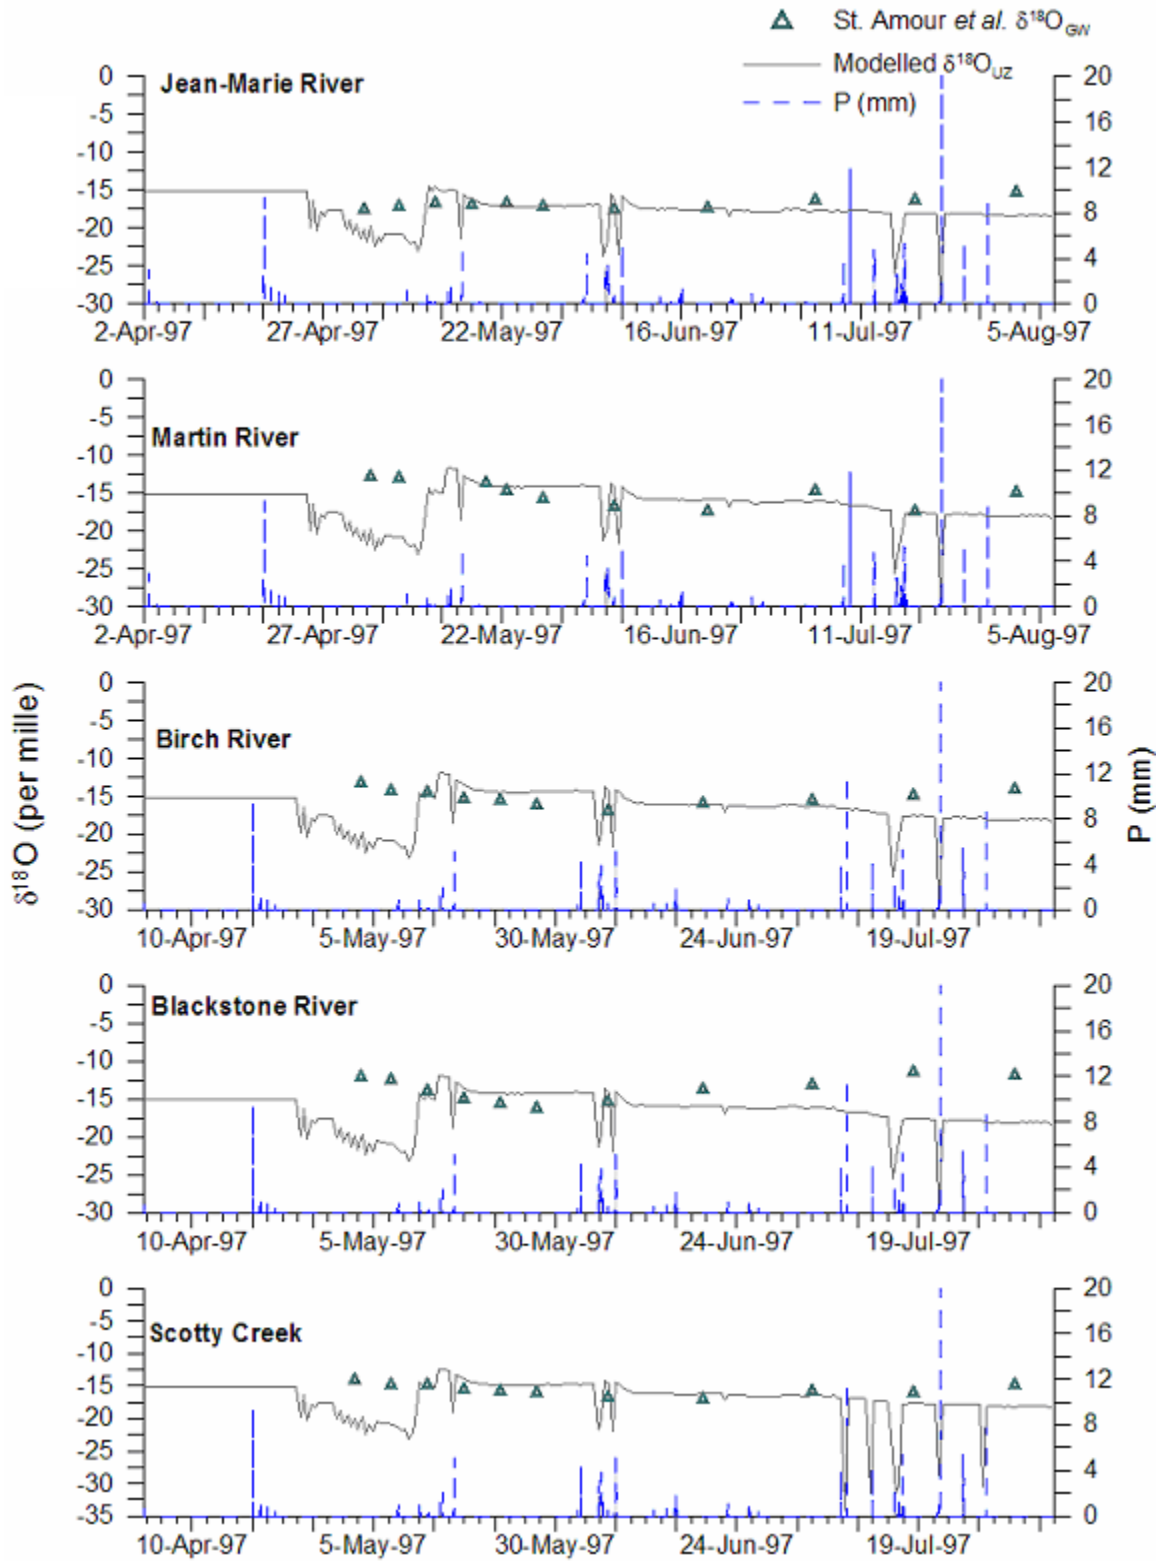 St. Amour et al. δ¹⁸O_GW
Modelled δ¹⁸O_UZ
P (mm)
Jean-Marie River
0 -5 -10 -15 -20 -25 -30
20 16 12 8 4 0
2-Apr-97 27-Apr-97 22-May-97 16-Jun-97 11-Jul-97 5-Aug-97
Martin River
0 -5 -10 -15 -20 -25 -30
20 16 12 8 4 0
2-Apr-97 27-Apr-97 22-May-97 16-Jun-97 11-Jul-97 5-Aug-97
δ¹⁸O (per mille)
P (mm)
Birch River
0 -5 -10 -15 -20 -25 -30
20 16 12 8 4 0
10-Apr-97 5-May-97 30-May-97 24-Jun-97 19-Jul-97
Blackstone River
0 -5 -10 -15 -20 -25 -30
20 16 12 8 4 0
10-Apr-97 5-May-97 30-May-97 24-Jun-97 19-Jul-97
Scotty Creek
0 -5 -10 -15 -20 -25 -30 -35
20 16 12 8 4 0
10-Apr-97 5-May-97 30-May-97 24-Jun-97 19-Jul-97